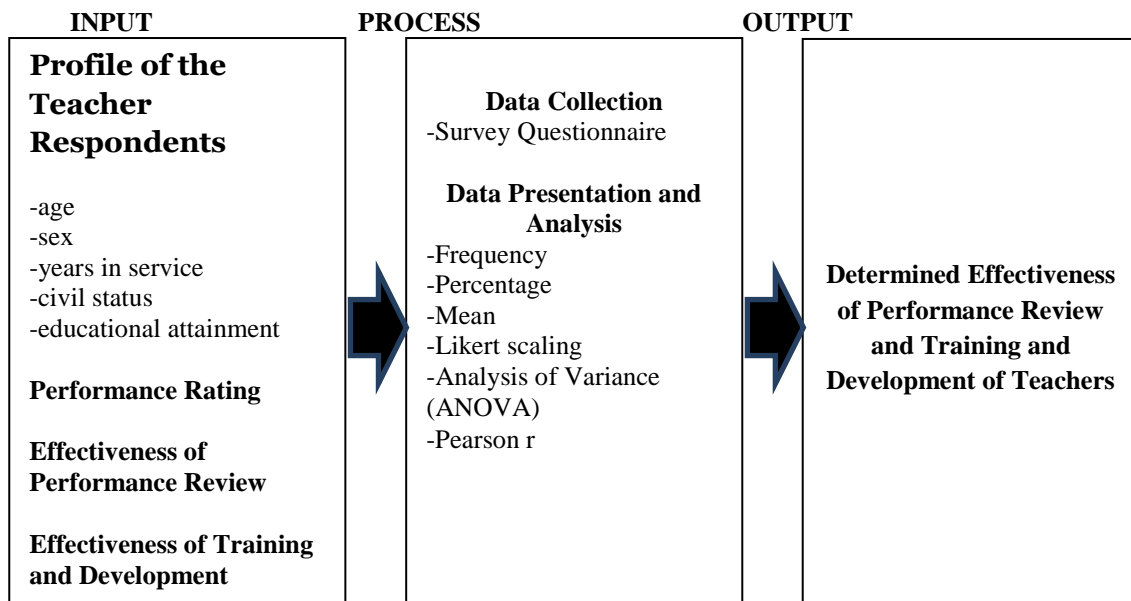 INPUT
PROCESS
OUTPUT
Profile of the
Teacher
Respondents
-age
-sex
-years in service
-civil status
-educational attainment
Performance Rating
Effectiveness of
Performance Review
Effectiveness of Training
and Development
Data Collection
-Survey Questionnaire
Data Presentation and
Analysis
-Frequency
-Percentage
-Mean
-Likert scaling
-Analysis of Variance
(ANOVA)
-Pearson r
Determined Effectiveness
of Performance Review
and Training and
Development of Teachers